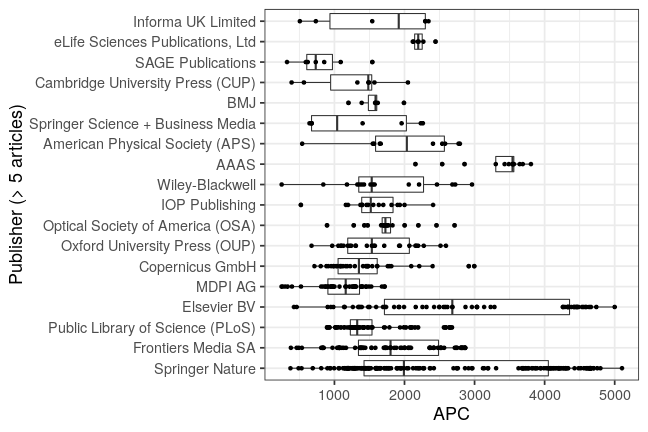 Publisher (> 5 articles)
Informa UK Limited
eLife Sciences Publications, Ltd
SAGE Publications
Cambridge University Press (CUP)
BMJ
Springer Science + Business Media
American Physical Society (APS)
AAAS
Wiley-Blackwell
IOP Publishing
Optical Society of America (OSA)
Oxford University Press (OUP)
Copernicus GmbH
MDPI AG
Elsevier BV
Public Library of Science (PLoS)
Frontiers Media SA
Springer Nature
1000 2000 3000 4000 5000
APC